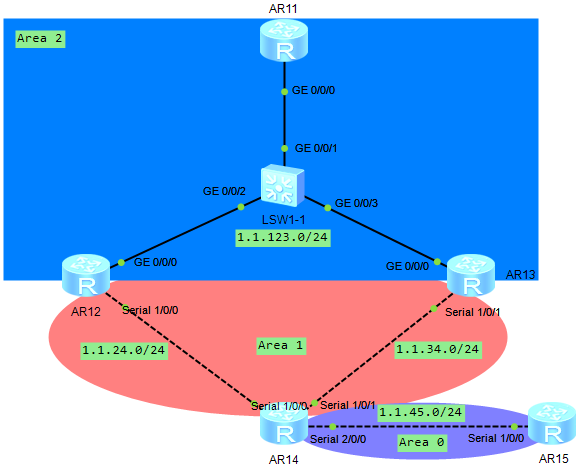 AR11
Area 2
R
GE 0/0/0
GE 0/0/1
GE 0/0/2
GE 0/0/3
LSW1-1
1.1.123.0/24
GE 0/0/0
GE 0/0/0
R
R
AR13
AR12
Serial 1/0/0
Serial 1/0/1
1.1.24.0/24
Area 1
1.1.34.0/24
Serial 1/0/0
Serial 1/0/1
1.1.45.0/24
R
R
Serial 2/0/0
Area 0
Serial 1/0/0
AR14
AR15